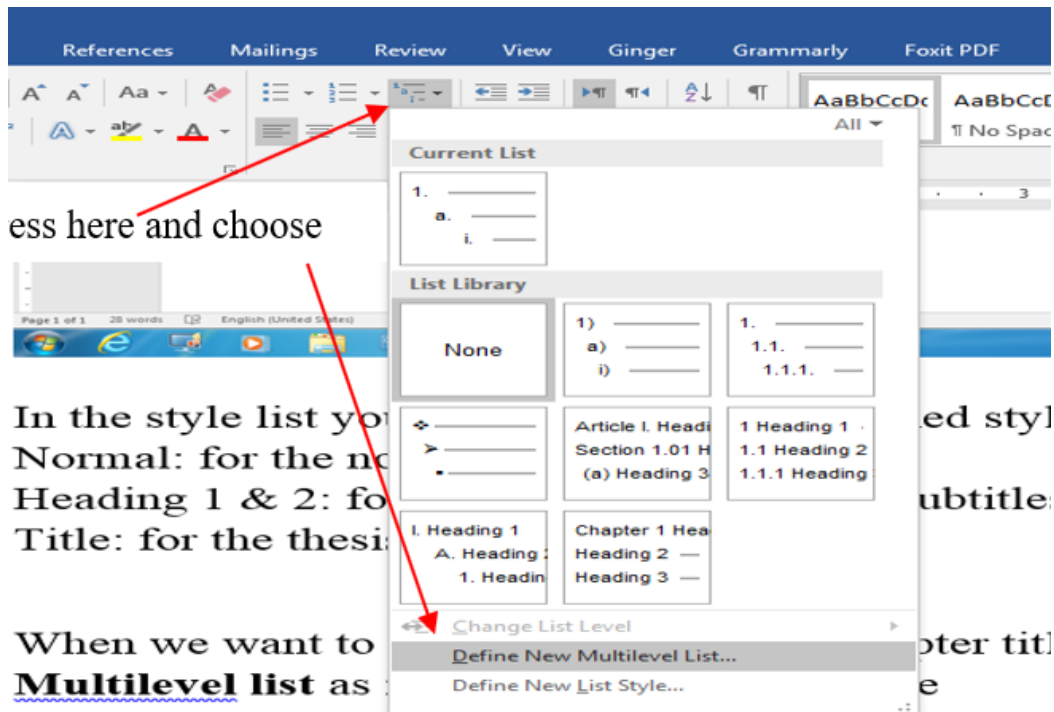 References Mailings Review View Ginger Grammarly Foxit PDF
Aa
AaBbCcDc AaBbCcD
¶ No Spac
All
Current List
1.
a.
i.
3
ess here and choose
List Library
Page 1 of 1 28 words English (United States)
None
1)
a)
i)
1.
1.1.
1.1.1.
In the style list yo ed styl
Article I. Headi
Section 1.01 H
(a) Heading 3
1 Heading 1
1.1 Heading 2
1.1.1 Heading
Normal: for the no
Heading 1 & 2: fo ubtitles
Title: for the thesi
I. Heading 1
A. Heading 2
1. Headin
Chapter 1 Hea
Heading 2
Heading 3
Change List Level
When we want to pter titl
Define New Multilevel List...
Multilevel list as e
Define New List Style...